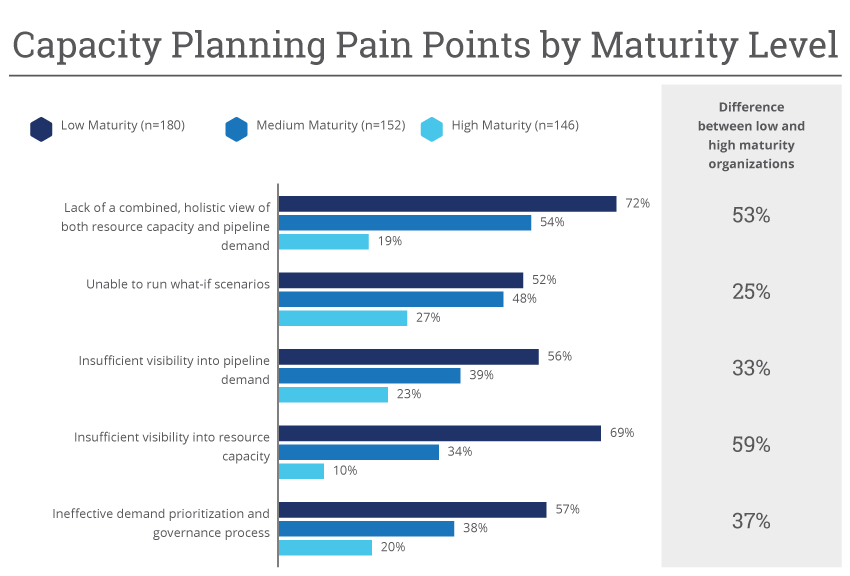 Capacity Planning Pain Points by Maturity Level
Low Maturity (n=180)
Medium Maturity (n=152)
High Maturity (n=146)
Difference
between low and
high maturity
organizations
Lack of a combined, holistic view of
both resource capacity and pipeline
demand
72%
54%
19%
53%
Unable to run what-if scenarios
52%
48%
27%
25%
Insufficient visibility into pipeline
demand
56%
39%
23%
33%
Insufficient visibility into resource
capacity
69%
34%
10%
59%
Ineffective demand prioritization and
governance process
57%
38%
20%
37%